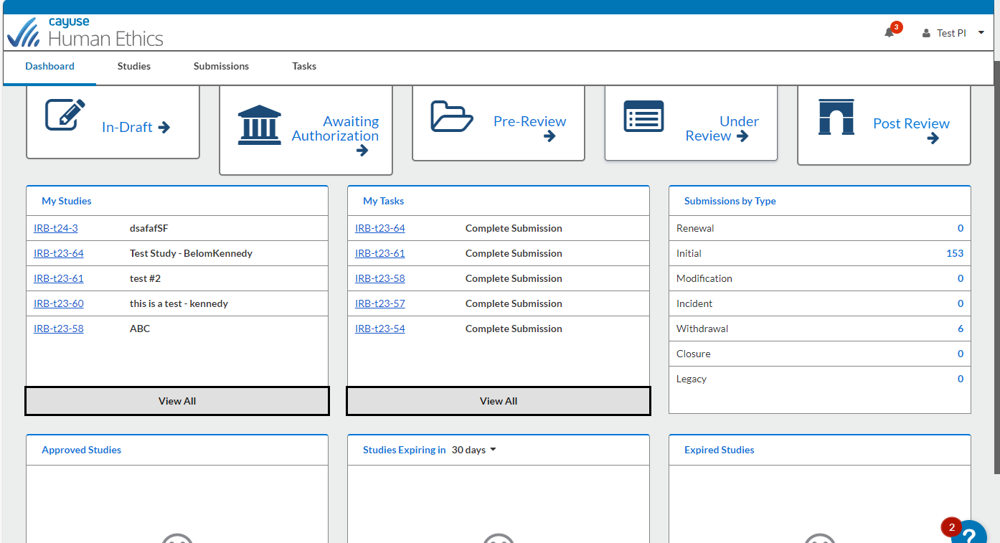 cayuse
Human Ethics
3
Test PI
Dashboard
Studies
Submissions
Tasks
In-Draft
Awaiting
Authorization
Pre-Review
Under
Review
Post Review
My Studies
IRB-t24-3 dsafafSF
IRB-t23-64 Test Study - BelomKennedy
IRB-t23-61 test #2
IRB-t23-60 this is a test - kennedy
IRB-t23-58 ABC
View All
My Tasks
IRB-t23-64 Complete Submission
IRB-t23-61 Complete Submission
IRB-t23-58 Complete Submission
IRB-t23-57 Complete Submission
IRB-t23-54 Complete Submission
View All
Submissions by Type
Renewal 0
Initial 153
Modification 0
Incident 0
Withdrawal 6
Closure 0
Legacy 0
Approved Studies
Studies Expiring in 30 days
Expired Studies
2
?